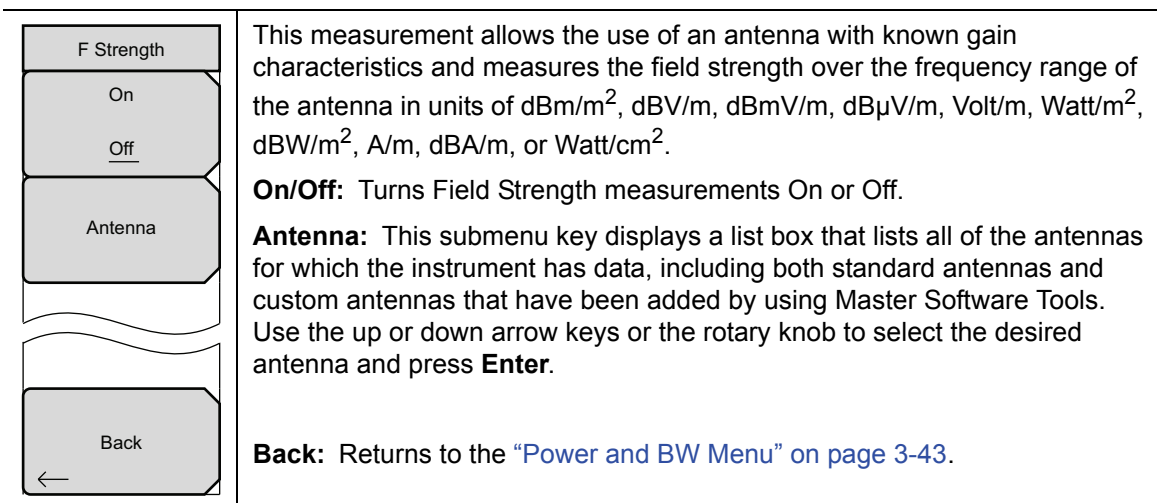 F Strength
On
Off
Antenna
Back
This measurement allows the use of an antenna with known gain
characteristics and measures the field strength over the frequency range of
the antenna in units of dBm/m², dBV/m, dBmV/m, dBμV/m, Volt/m, Watt/m²,
dBW/m², A/m, dBA/m, or Watt/cm².
On/Off: Turns Field Strength measurements On or Off.
Antenna: This submenu key displays a list box that lists all of the antennas
for which the instrument has data, including both standard antennas and
custom antennas that have been added by using Master Software Tools.
Use the up or down arrow keys or the rotary knob to select the desired
antenna and press Enter.
Back: Returns to the “Power and BW Menu” on page 3-43.